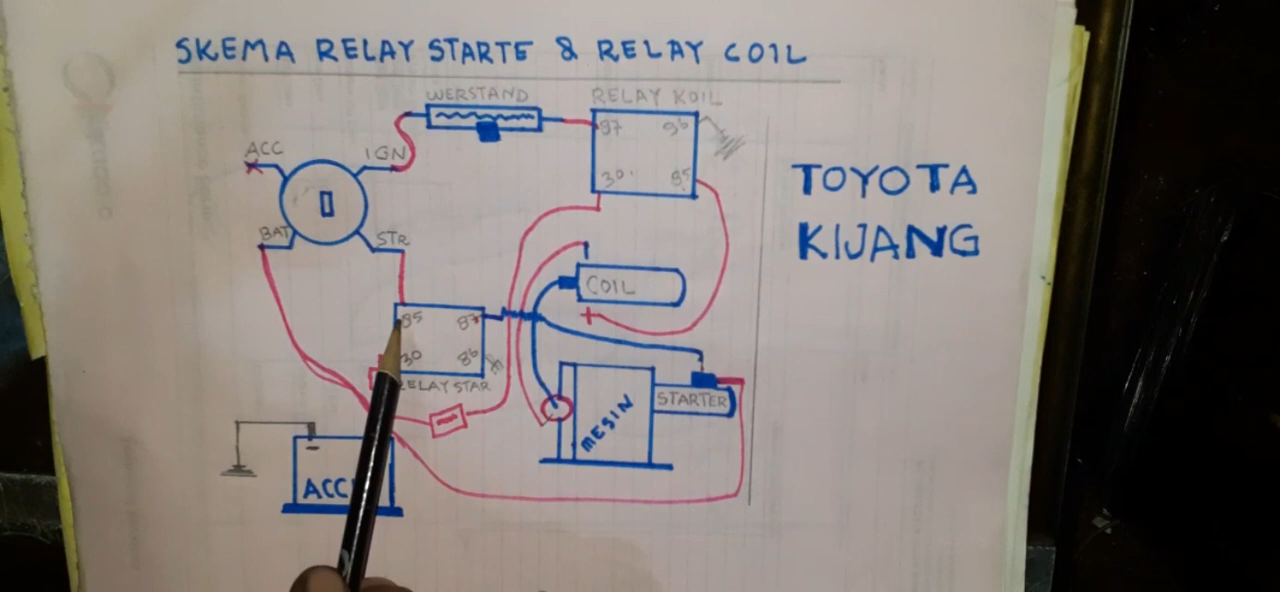 SKEMA RELAY STARTE & RELAY COIL
WERSTAND
RELAY KOIL
87 86
30 85
ACC IGN
BAT STR
TOYOTA
KIJANG
COIL
+
85 87
30 86
RELAY STAR
STARTER
MESIN
-
ACC